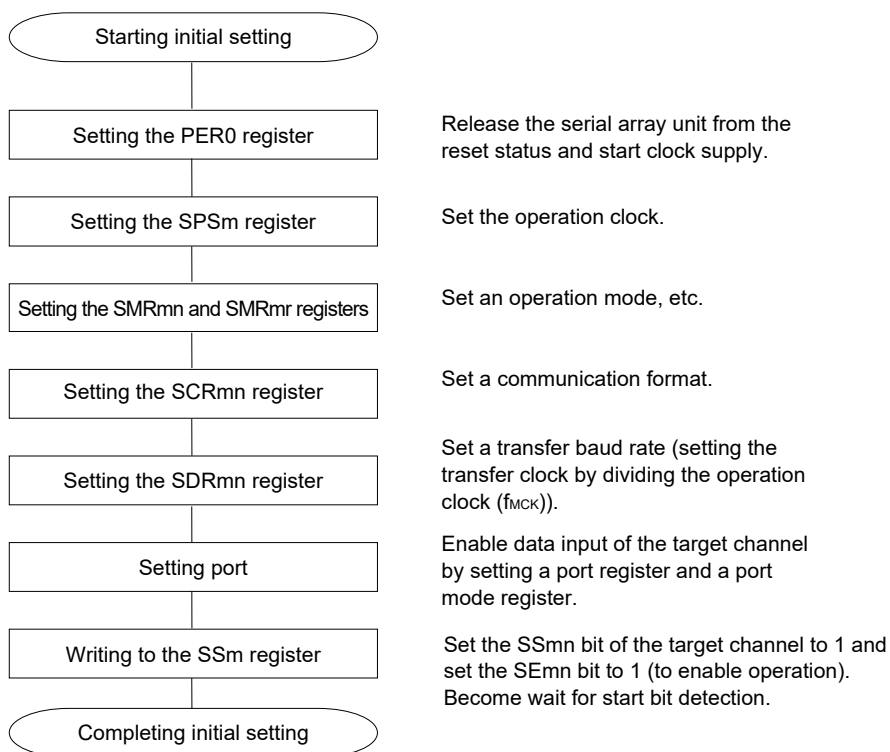 Starting initial setting
Setting the PER0 register
Release the serial array unit from the
reset status and start clock supply.
Setting the SPSm register
Set the operation clock.
Setting the SMRmn and SMRmr registers
Set an operation mode, etc.
Setting the SCRmn register
Set a communication format.
Setting the SDRmn register
Set a transfer baud rate (setting the
transfer clock by dividing the operation
clock (fMCK)).
Setting port
Enable data input of the target channel
by setting a port register and a port
mode register.
Writing to the SSm register
Set the SSmn bit of the target channel to 1 and
set the SEmn bit to 1 (to enable operation).
Become wait for start bit detection.
Completing initial setting